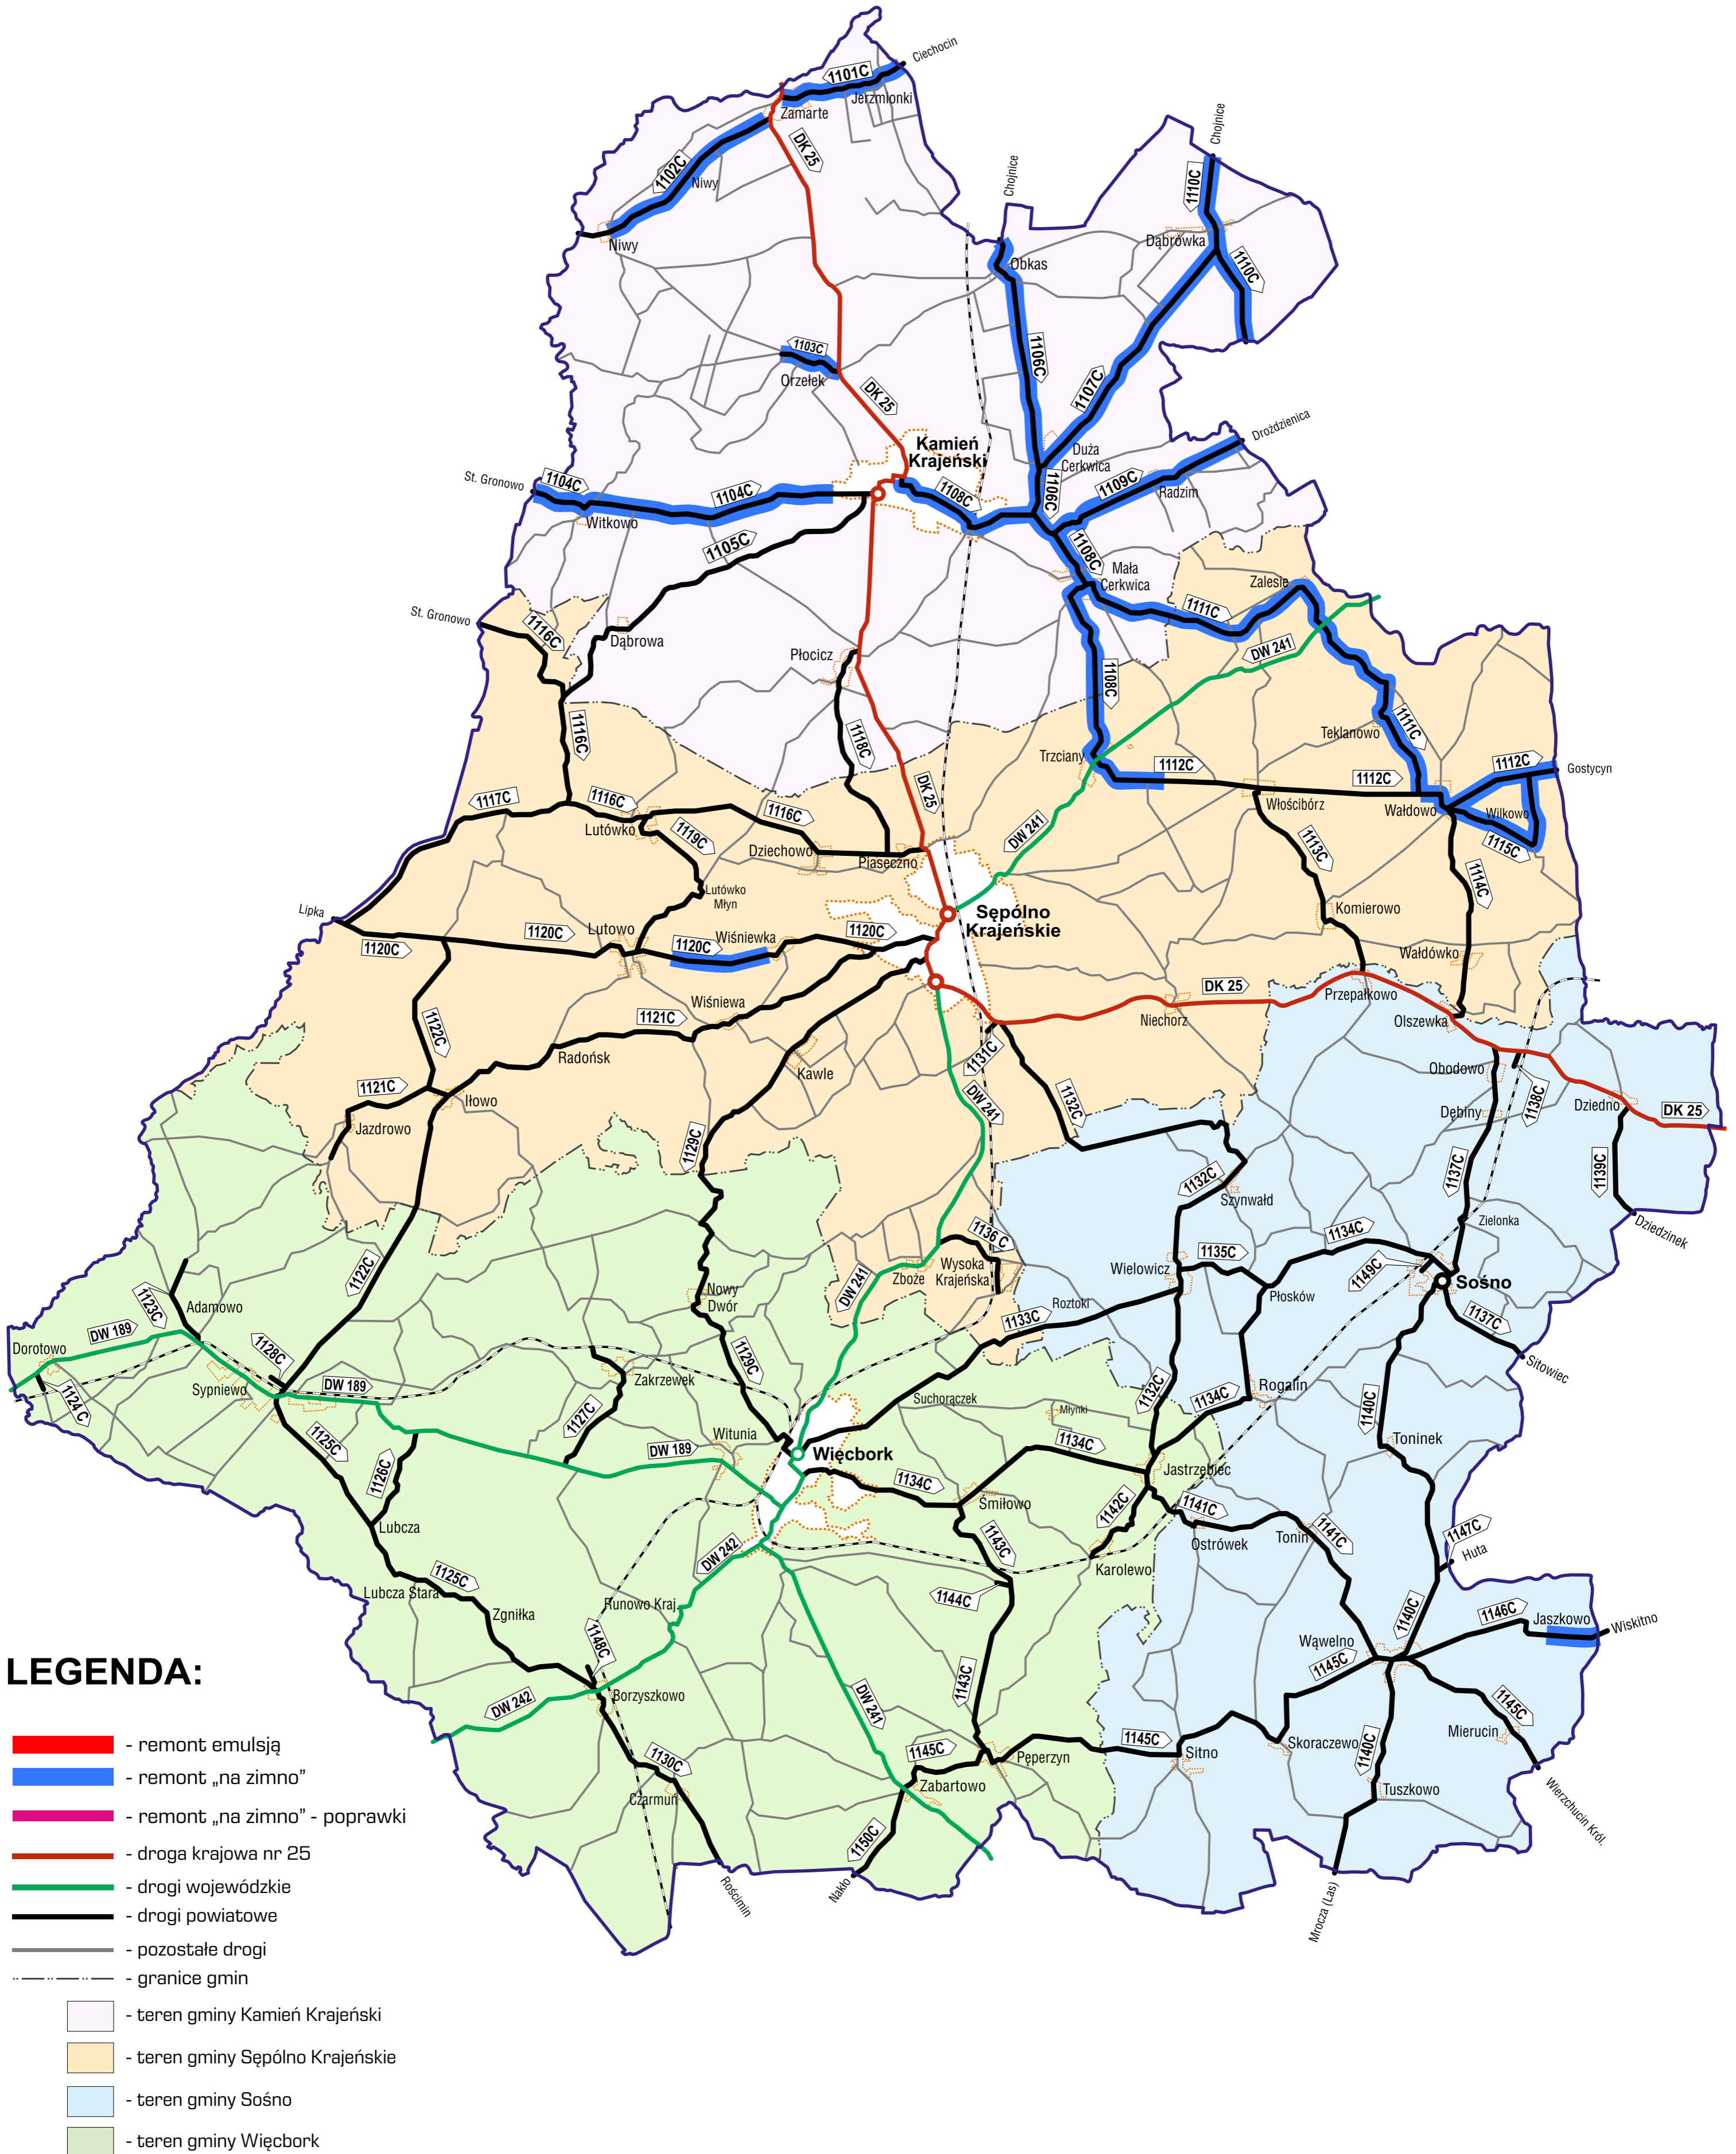 Ciechocin
1101C
Jerzmionki
Zamarte
DK 25
1102C
Niwy
Niwy
Chojnice
Chojnice
1110C
Dąbrówka
1110C
Obkas
1106C
1107C
1103C
Orzełek
DK 25
Kamień
Krajeński
Duża
Cerkwica
Drożdzienica
St. Gronowo
1104C
1104C
1108C
1106C
1109C
Radzim
Witkowo
1105C
1108C
Mała
Cerkwica
Zalesie
1111C
St. Gronowo
1116C
Dąbrowa
Płocicz
DW 241
1108C
1116C
1118C
Teklanowo
1111C
Trzciany
1112C
1112C
1112C
Gostycyn
DK 25
Włościbórz
Wałdowo
Wilkowo
1117C
1116C
1116C
Lutówko
1119C
Dziechowo
Piaseczno
DW 241
1113C
1115C
Lutówko
Młyn
1114C
Lipka
Sępólno
Krajeńskie
Komierowo
1120C
1120C
Lutowo
1120C
Wiśniewka
1120C
Wałdówko
DK 25
Przepałkowo
Wiśniewa
1121C
Niechorz
Olszewka
1122C
Radońsk
1131C
Kawle
Obodowo
1138C
1121C
Iłowo
DW 241
1132C
Dębiny
Dziedno
DK 25
Jazdrowo
1129C
1137C
1139C
1132C
Szynwałd
Zielonka
Dziedzinek
1136 C
1134C
1122C
Zboże
Wysoka
Krajeńska
Wielowicz
1135C
1149C
Sośno
1123C
Adamowo
Nowy
Dwór
DW 241
Roztoki
1133C
Płosków
1137C
DW 189
Dorotowo
1128C
1129C
Sitowiec
Sypniewo
DW 189
Zakrzewek
1124 C
Suchorączek
1132C
1134C
Rogalin
Młynki
1140C
1127C
1125C
Witunia
DW 189
Więcbork
1134C
Toninek
1126C
1134C
Jastrzębiec
Śmiłowo
1142C
1141C
Lubcza
1143C
Ostrówek
Tonin
1141C
1147C
Huta
DW 242
Karolewo
1125C
Lubcza Stara
1144C
Zgniłka
Runowo Kraj.
1140C
1146C
Jaszkowo
Wiskitno
1148C
Wąwelno
1145C
1143C
DW 242
Borzyszkowo
DW 241
1145C
Mierucin
1145C
1145C
Pęperzyn
Sitno
Skoraczewo
1140C
1130C
Zabartowo
Tuszkowo
Czarmuń
Wierzchucin Król.
1150C
Rościmin
Nakło
Mrocza (Las)
LEGENDA:
- remont emulsją
- remont „na zimno”
- remont „na zimno” - poprawki
- droga krajowa nr 25
- drogi wojewódzkie
- drogi powiatowe
- pozostałe drogi
- granice gmin
- teren gminy Kamień Krajeński
- teren gminy Sępólno Krajeńskie
- teren gminy Sośno
- teren gminy Więcbork